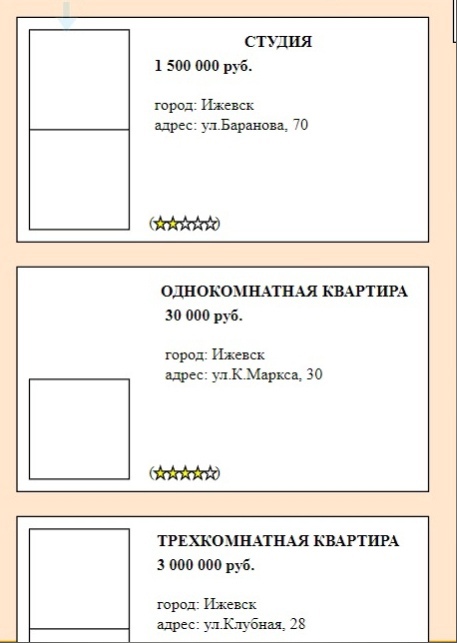 СТУДИЯ
1 500 000 руб.
город: Ижевск
адрес: ул.Баранова, 70
(☆☆☆☆☆)
ОДНОКОМНАТНАЯ КВАРТИРА
30 000 руб.
город: Ижевск
адрес: ул.К.Маркса, 30
(☆☆☆☆☆)
ТРЕХКОМНАТНАЯ КВАРТИРА
3 000 000 руб.
город: Ижевск
адрес: ул.Клубная, 28